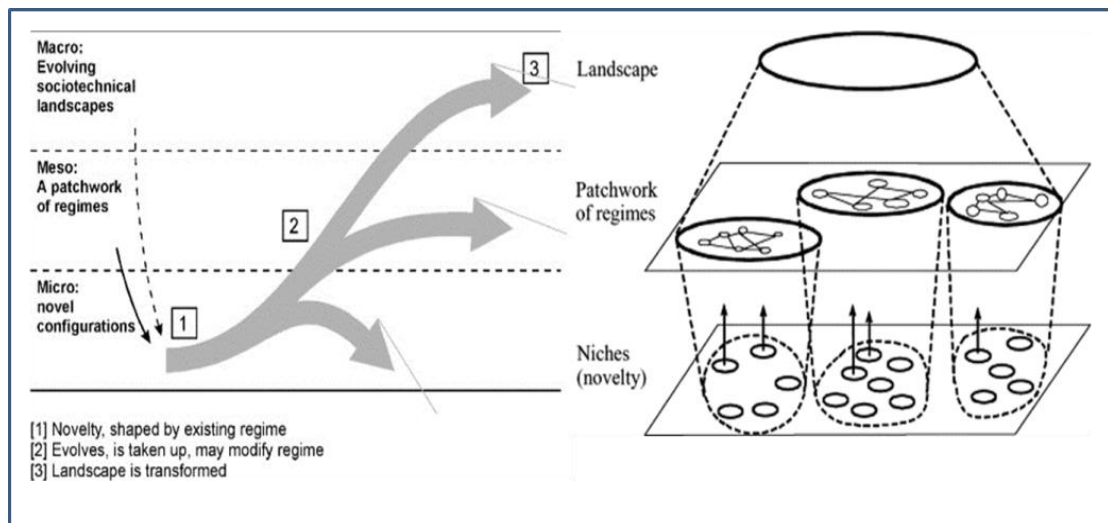 Macro:
Evolving
sociotechnical
landscapes
3
Meso:
A patchwork
of regimes
2
Micro:
novel
configurations
1
[1] Novelty, shaped by existing regime
[2] Evolves, is taken up, may modify regime
[3] Landscape is transformed
Landscape
Patchwork
of regimes
Niches
(novelty)